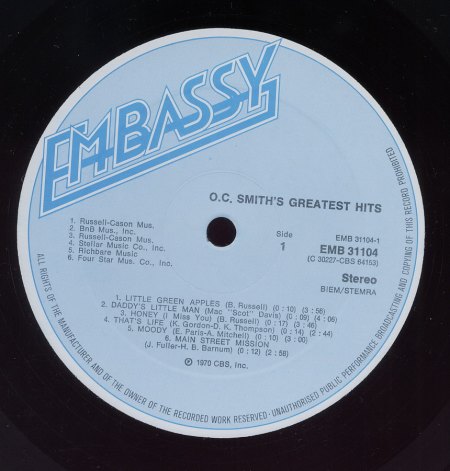 EMBASSY
O.C. SMITH'S GREATEST HITS
1. Russell-Cason Mus.
2. BnB Mus., Inc.
3. Russell-Cason Mus.
4. Stellar Music Co., Inc.
5. Richbare Music
6. Four Star Mus. Co., Inc.
Side
1
EMB 31104-1
EMB 31104
(C 30227-CBS 64153)
Stereo
BIEM/STEMRA
1. LITTLE GREEN APPLES (B. Russell) (0:10) (3:58)
2. DADDY'S LITTLE MAN (Mac "Scot" Davis) (0:09) (4:06)
3. HONEY (I Miss You) (B. Russell) (0:17) (3:46)
4. THAT'S LIFE (K. Gordon-D. K. Thompson) (0:14) (2:44)
5. MOODY (E. Paris-A. Mitchell) (0:10) (3:00)
6. MAIN STREET MISSION
(J. Fuller-H. B. Barnum) (0:12) (2:58)
℗ 1970 CBS, Inc.
ALL RIGHTS OF THE MANUFACTURER AND OF THE OWNER OF THE RECORDED WORK RESERVED · UNAUTHORISED PUBLIC PERFORMANCE BROADCASTING AND COPYING OF THIS RECORD PROHIBITED